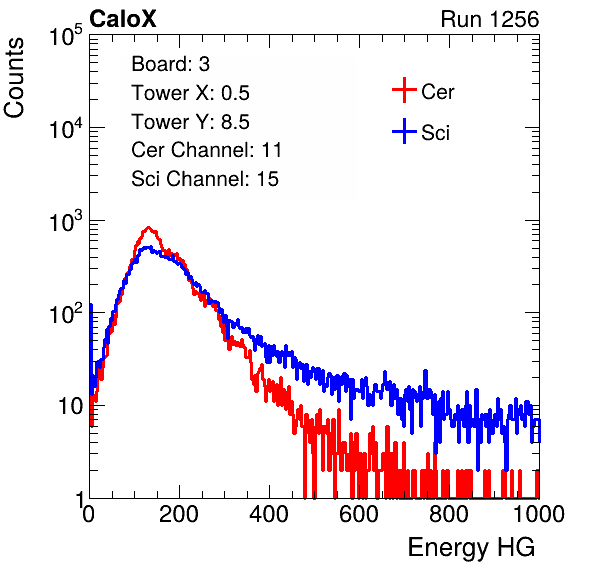 CaloX Run 1256
Counts
10^5
10^4
10^3
10^2
10
1
Board: 3
Tower X: 0.5
Tower Y: 8.5
Cer Channel: 11
Sci Channel: 15
Cer
Sci
0 200 400 600 800 1000
Energy HG